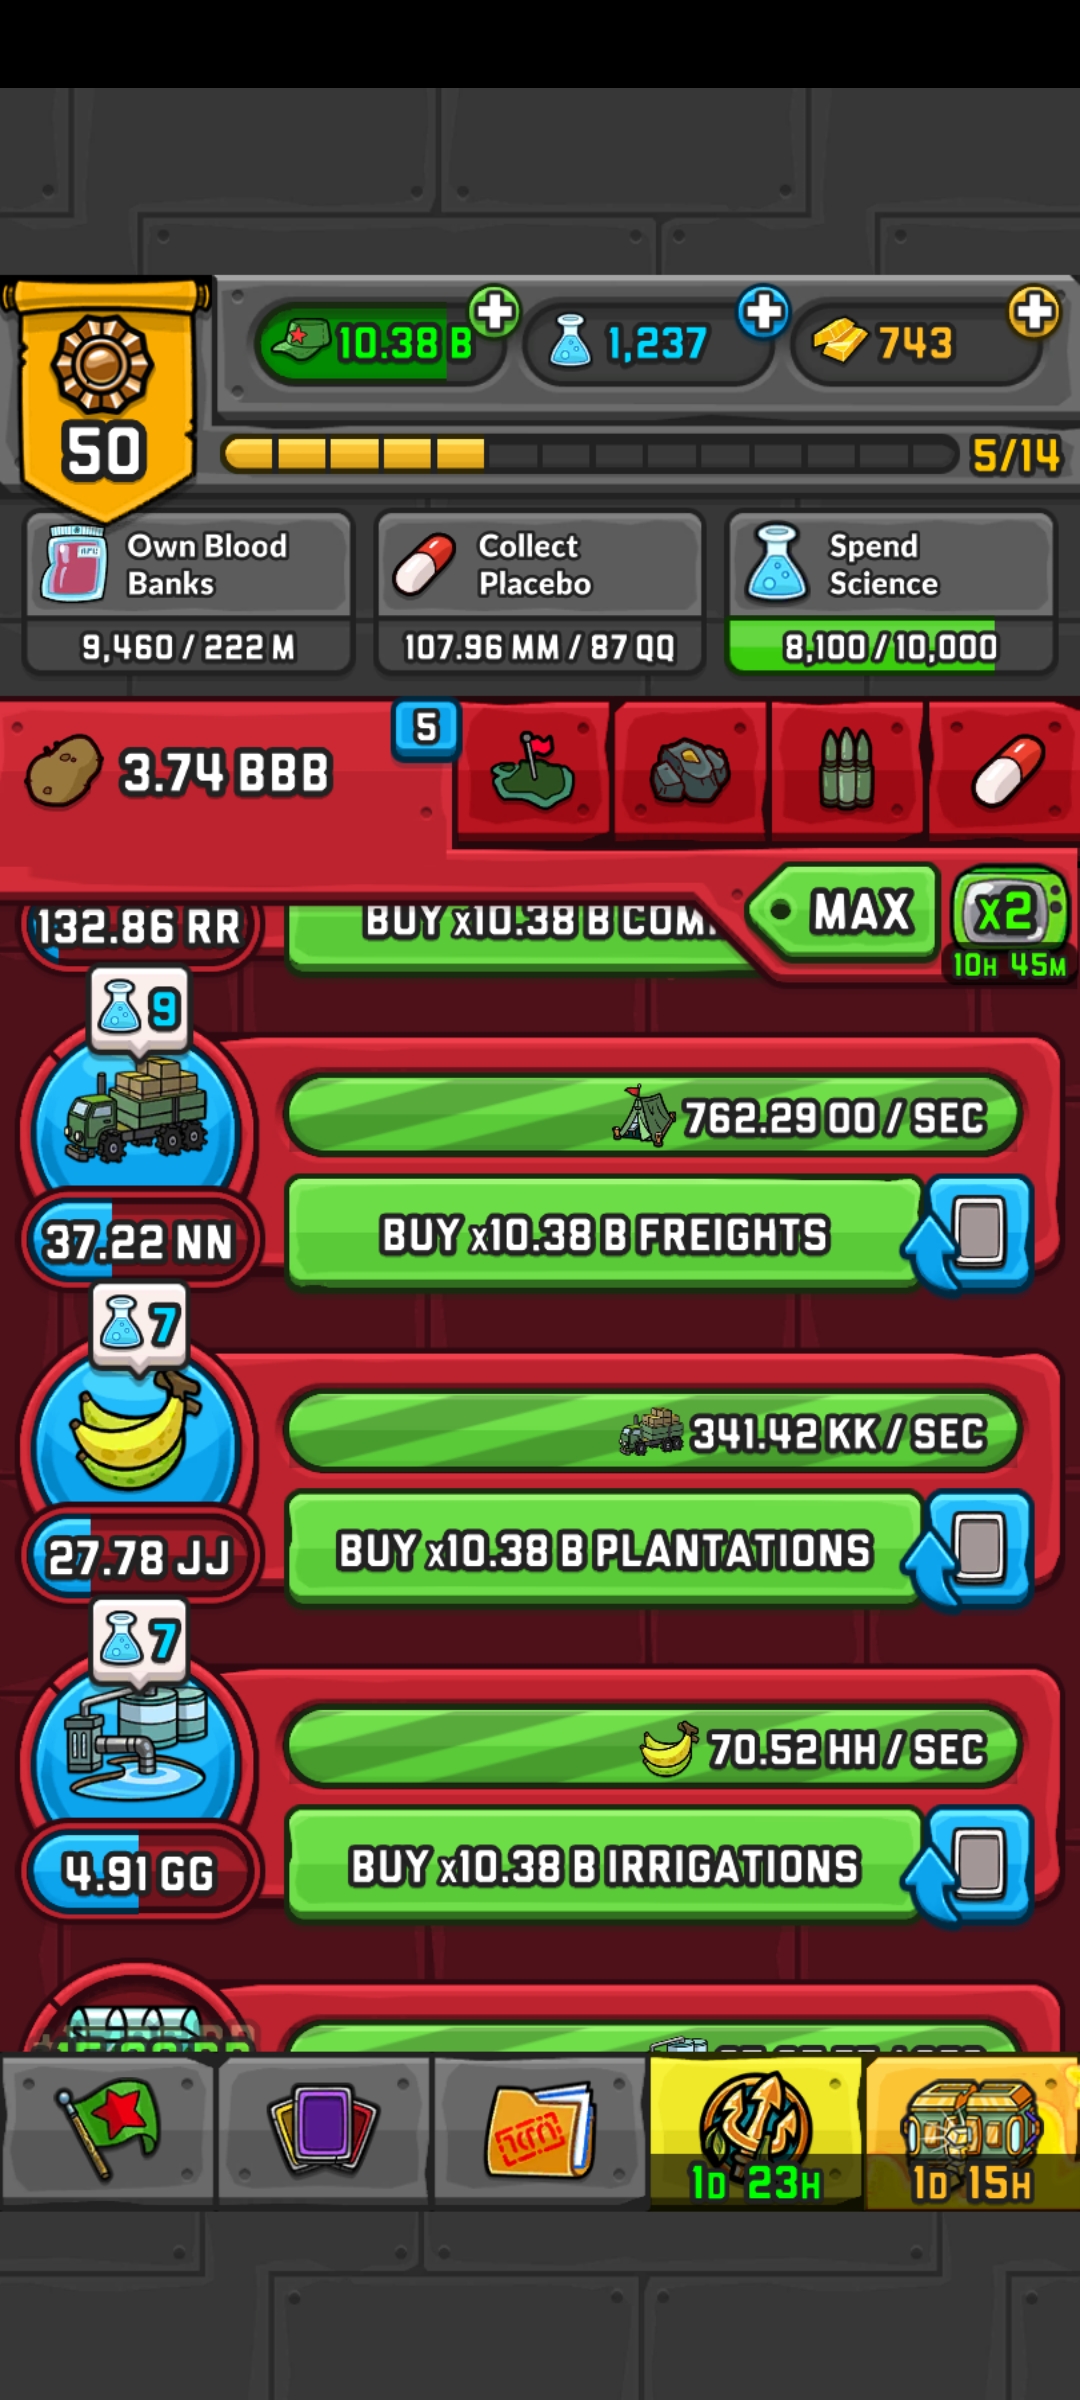 10.38 B
1,237
743
50
5/14
Own Blood
Banks
9,460 / 222 M
Collect
Placebo
107.96 MM / 87 QQ
Spend
Science
8,100 / 10,000
3.74 BBB
5
MAX
x2
10H 45M
132.86 RR
BUY x10.38 B COM
9
762.29 OO / SEC
37.22 NN
BUY x10.38 B FREIGHTS
7
341.42 KK / SEC
27.78 JJ
BUY x10.38 B PLANTATIONS
7
70.52 HH / SEC
4.91 GG
BUY x10.38 B IRRIGATIONS
1D 23H
1D 15H